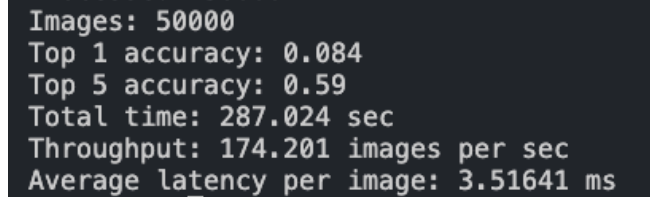 Images: 50000
Top 1 accuracy: 0.084
Top 5 accuracy: 0.59
Total time: 287.024 sec
Throughput: 174.201 images per sec
Average latency per image: 3.51641 ms